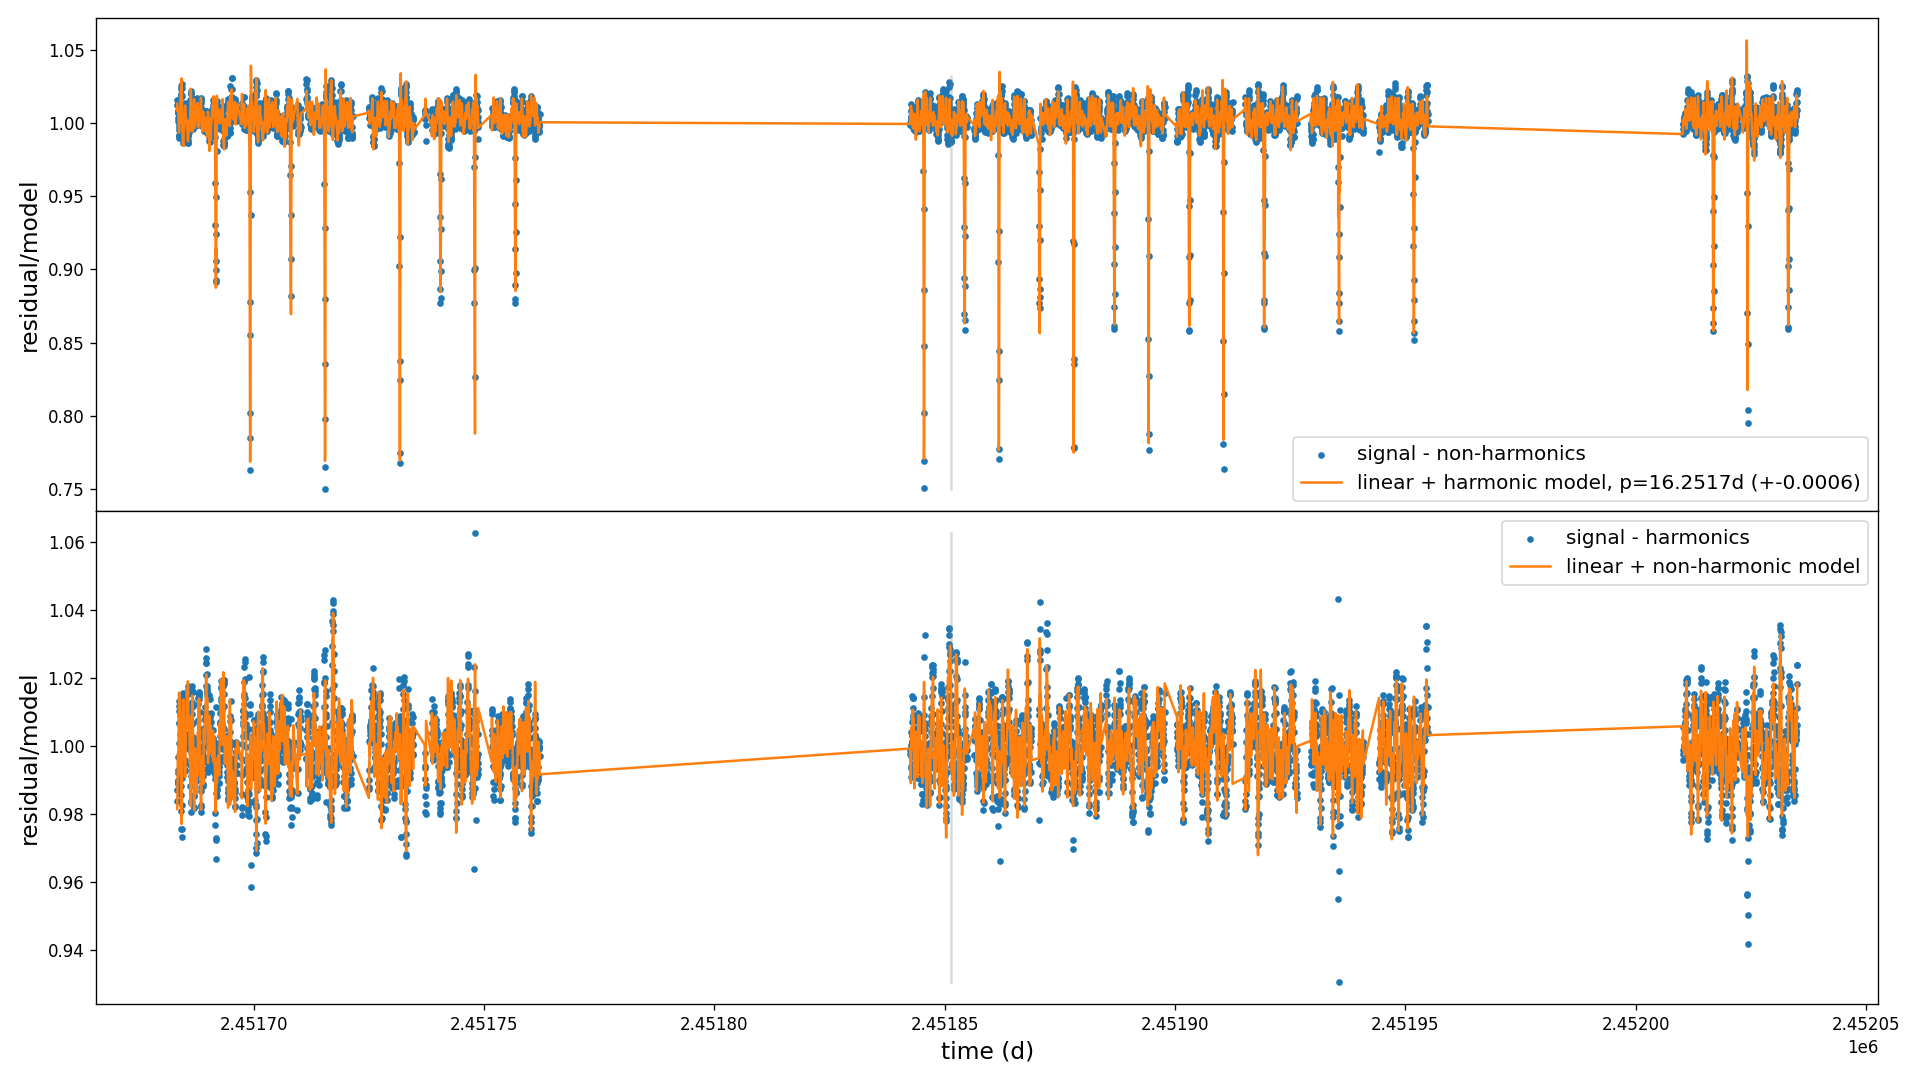 1.05
1.00
0.95
0.90
0.85
0.80
0.75
residual/model
signal - non-harmonics
linear + harmonic model, p=16.2517d (+-0.0006)
1.06
1.04
1.02
1.00
0.98
0.96
0.94
residual/model
signal - harmonics
linear + non-harmonic model
2.45170 2.45175 2.45180 2.45185 2.45190 2.45195 2.45200 2.45205
time (d)
1e6